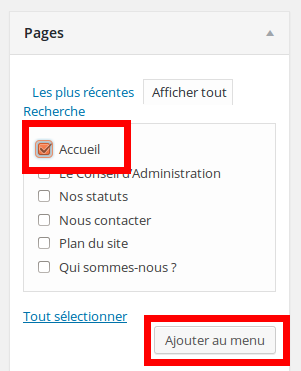 Pages
Les plus récentes Afficher tout
Recherche
Accueil
Le Conseil d'Administration
Nos statuts
Nous contacter
Plan du site
Qui sommes-nous ?
Tout sélectionner
Ajouter au menu